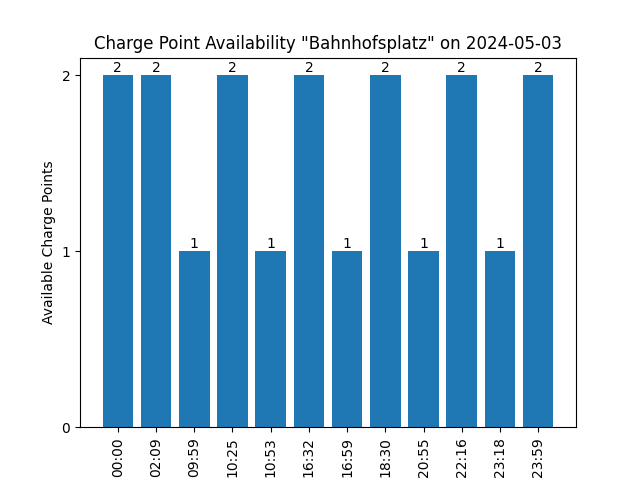 Charge Point Availability "Bahnhofsplatz" on 2024-05-03
Available Charge Points
2
1
0
2 2 1 2 1 2 1 2 1 2 1 2
00:00 02:09 09:59 10:25 10:53 16:32 16:59 18:30 20:55 22:16 23:18 23:59